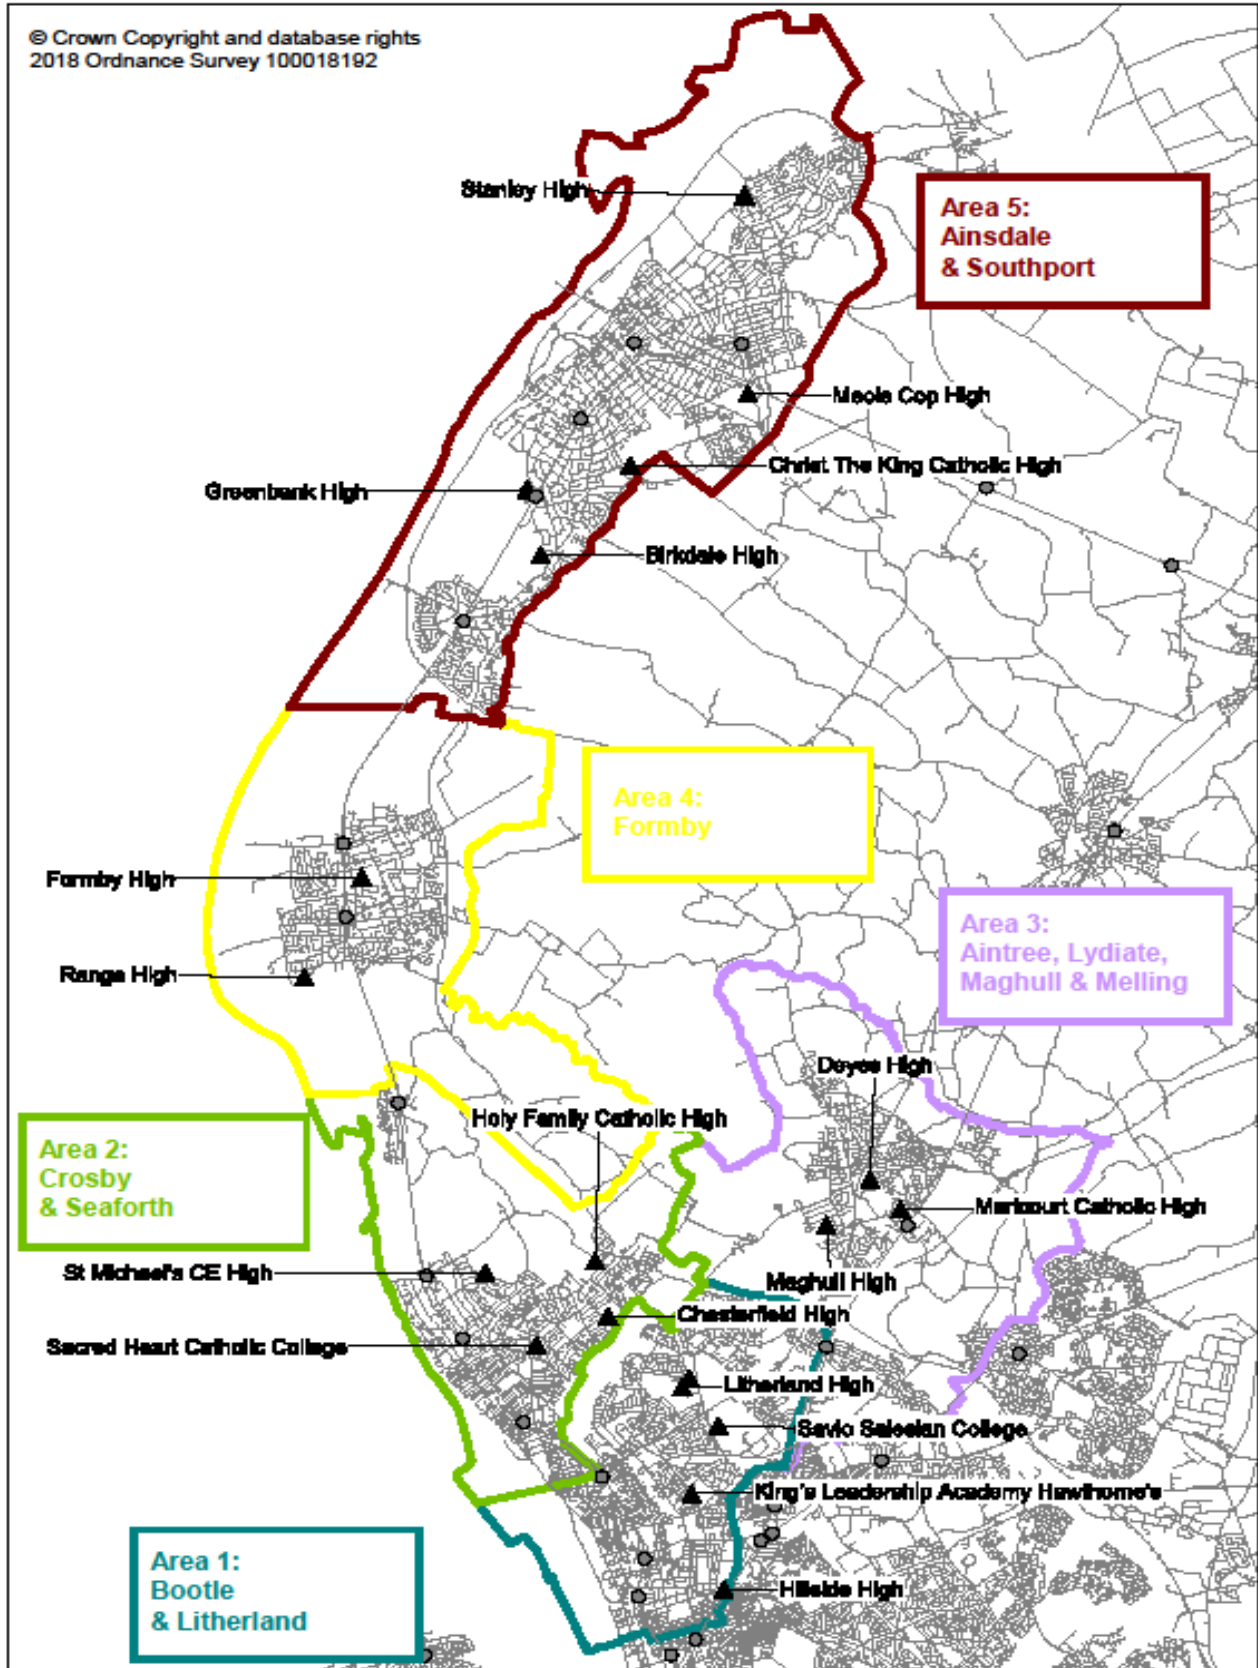 © Crown Copyright and database rights
2018 Ordnance Survey 100018192
Stanley High
Area 5:
Ainsdale
& Southport
Meols Cop High
Christ The King Catholic High
Greenbank High
Birkdale High
Area 4:
Formby
Formby High
Range High
Area 3:
Aintree, Lydiate,
Maghull & Melling
Deyes High
Holy Family Catholic High
Area 2:
Crosby
& Seaforth
Maricourt Catholic High
St Michael's CE High
Maghull High
Chesterfield High
Sacred Heart Catholic College
Litherland High
Savio Salesian College
King's Leadership Academy Hawthorne's
Area 1:
Bootle
& Litherland
Hillside High